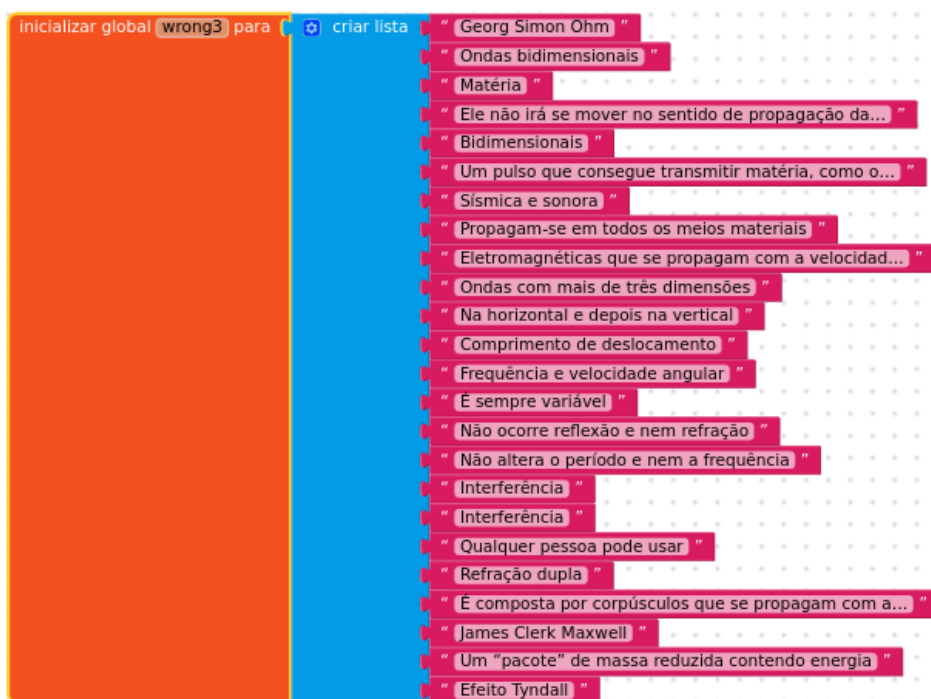 inicializar global wrong3 para criar lista " Georg Simon Ohm "
" Ondas bidimensionais "
" Matéria "
" Ele não irá se mover no sentido de propagação da... "
" Bidimensionais "
" Um pulso que consegue transmitir matéria, como o... "
" Sísmica e sonora "
" Propagam-se em todos os meios materiais "
" Eletromagnéticas que se propagam com a velocidad... "
" Ondas com mais de três dimensões "
" Na horizontal e depois na vertical "
" Comprimento de deslocamento "
" Frequência e velocidade angular "
" É sempre variável "
" Não ocorre reflexão e nem refração "
" Não altera o período e nem a frequência "
" Interferência "
" Interferência "
" Qualquer pessoa pode usar "
" Refração dupla "
" É composta por corpúsculos que se propagam com a... "
" James Clerk Maxwell "
" Um “pacote” de massa reduzida contendo energia "
" Efeito Tyndall "